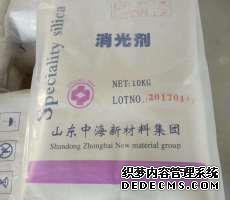 Speciality silica
消光剂
NET:10KG
LOTNO.
山东中海新材料集团
Shandong Zhonghai New material group
织梦内容管理系统
DEDECMS.COM